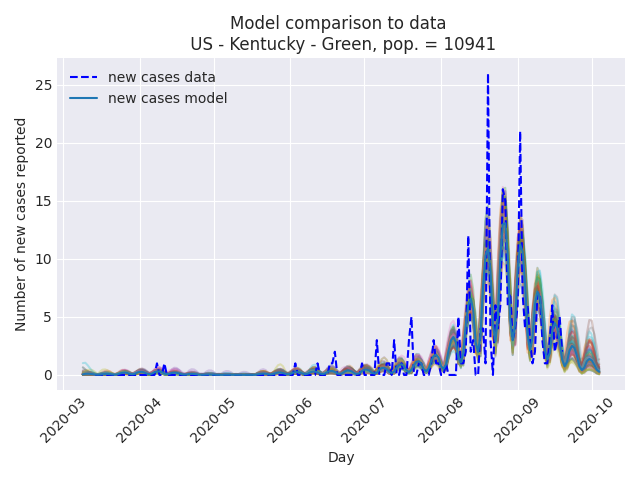 Model comparison to data
US - Kentucky - Green, pop. = 10941
new cases data
new cases model
Number of new cases reported
25
20
15
10
5
0
2020-03
2020-04
2020-05
2020-06
2020-07
2020-08
2020-09
2020-10
Day